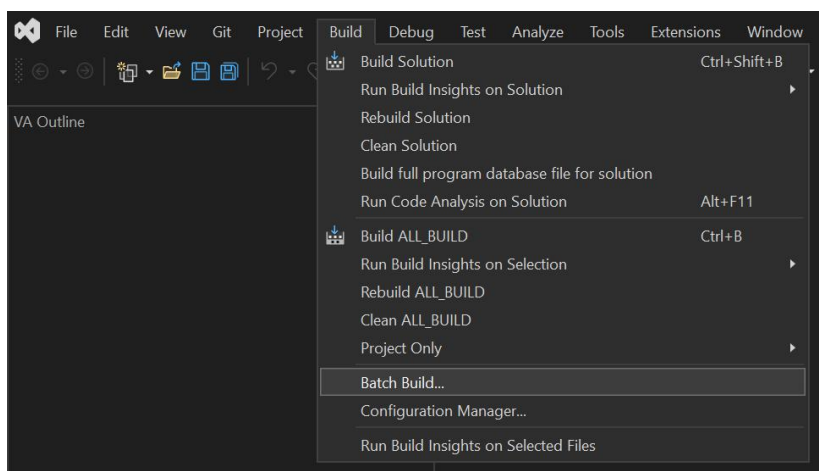 File Edit View Git Project Build Debug Test Analyze Tools Extensions Window
Build Solution Ctrl+Shift+B
Run Build Insights on Solution
Rebuild Solution
VA Outline
Clean Solution
Build full program database file for solution
Run Code Analysis on Solution Alt+F11
Build ALL_BUILD Ctrl+B
Run Build Insights on Selection
Rebuild ALL_BUILD
Clean ALL_BUILD
Project Only
Batch Build...
Configuration Manager...
Run Build Insights on Selected Files